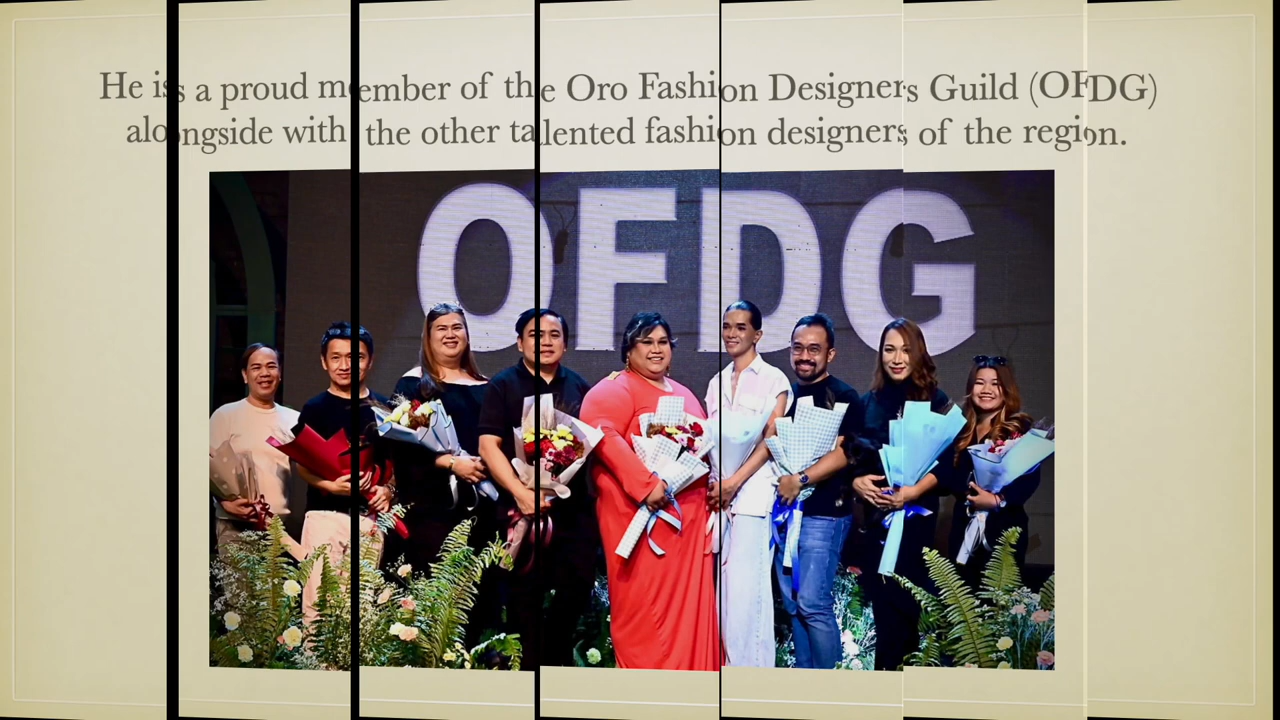 He is a proud member of the Oro Fashion Designers Guild (OFDG)
alongside with the other talented fashion designers of the region.
OFDG